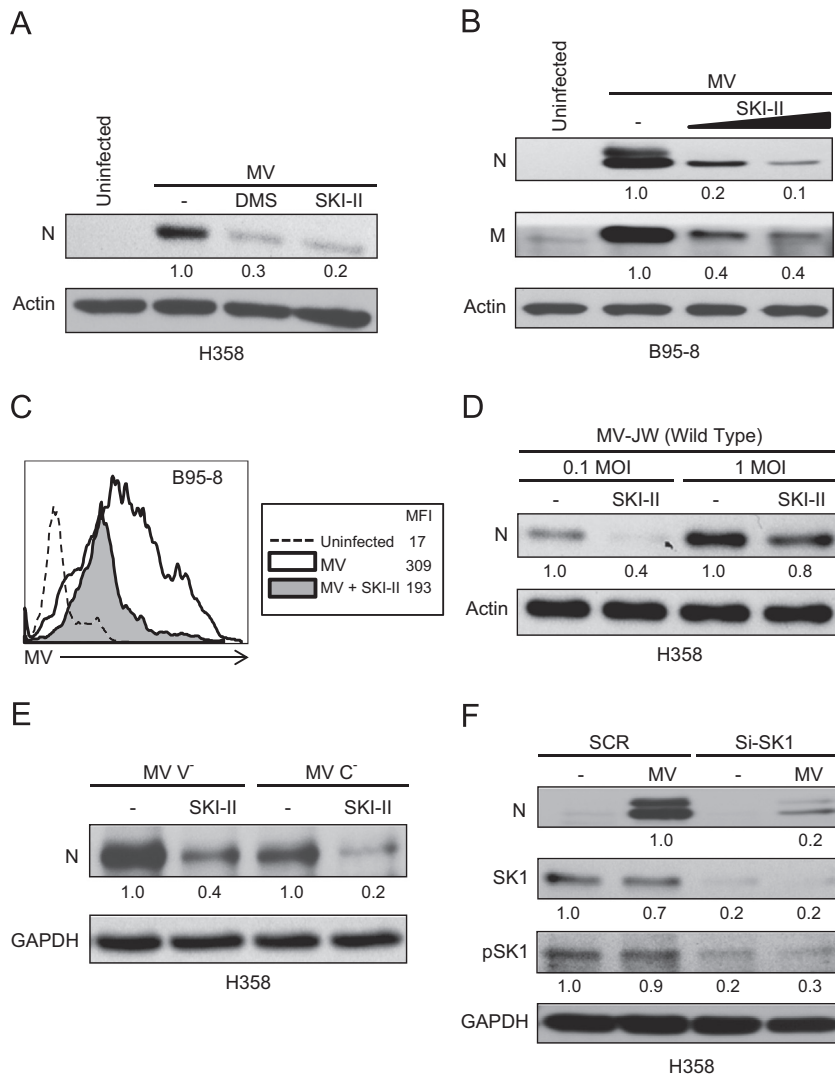 A
Uninfected
MV
- DMS SKI-II
N
1.0 0.3 0.2
Actin
H358
B
Uninfected
MV
SKI-II
-
N
1.0 0.2 0.1
M
1.0 0.4 0.4
Actin
B95-8
C
B95-8
MV
MFI
Uninfected 17
MV 309
MV + SKI-II 193
D
MV-JW (Wild Type)
0.1 MOI 1 MOI
- SKI-II - SKI-II
N
1.0 0.4 1.0 0.8
Actin
H358
E
MV V- MV C-
- SKI-II - SKI-II
N
1.0 0.4 1.0 0.2
GAPDH
H358
F
SCR Si-SK1
- MV - MV
N
1.0 0.2
SK1
1.0 0.7 0.2 0.2
pSK1
1.0 0.9 0.2 0.3
GAPDH
H358